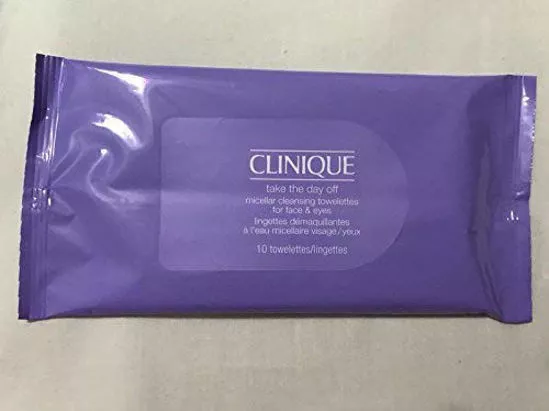 CLINIQUE
take the day off
micellar cleansing towelettes
for face & eyes
lingettes démaquillantes
à l'eau micellaire visage/yeux
10 towelettes/lingettes